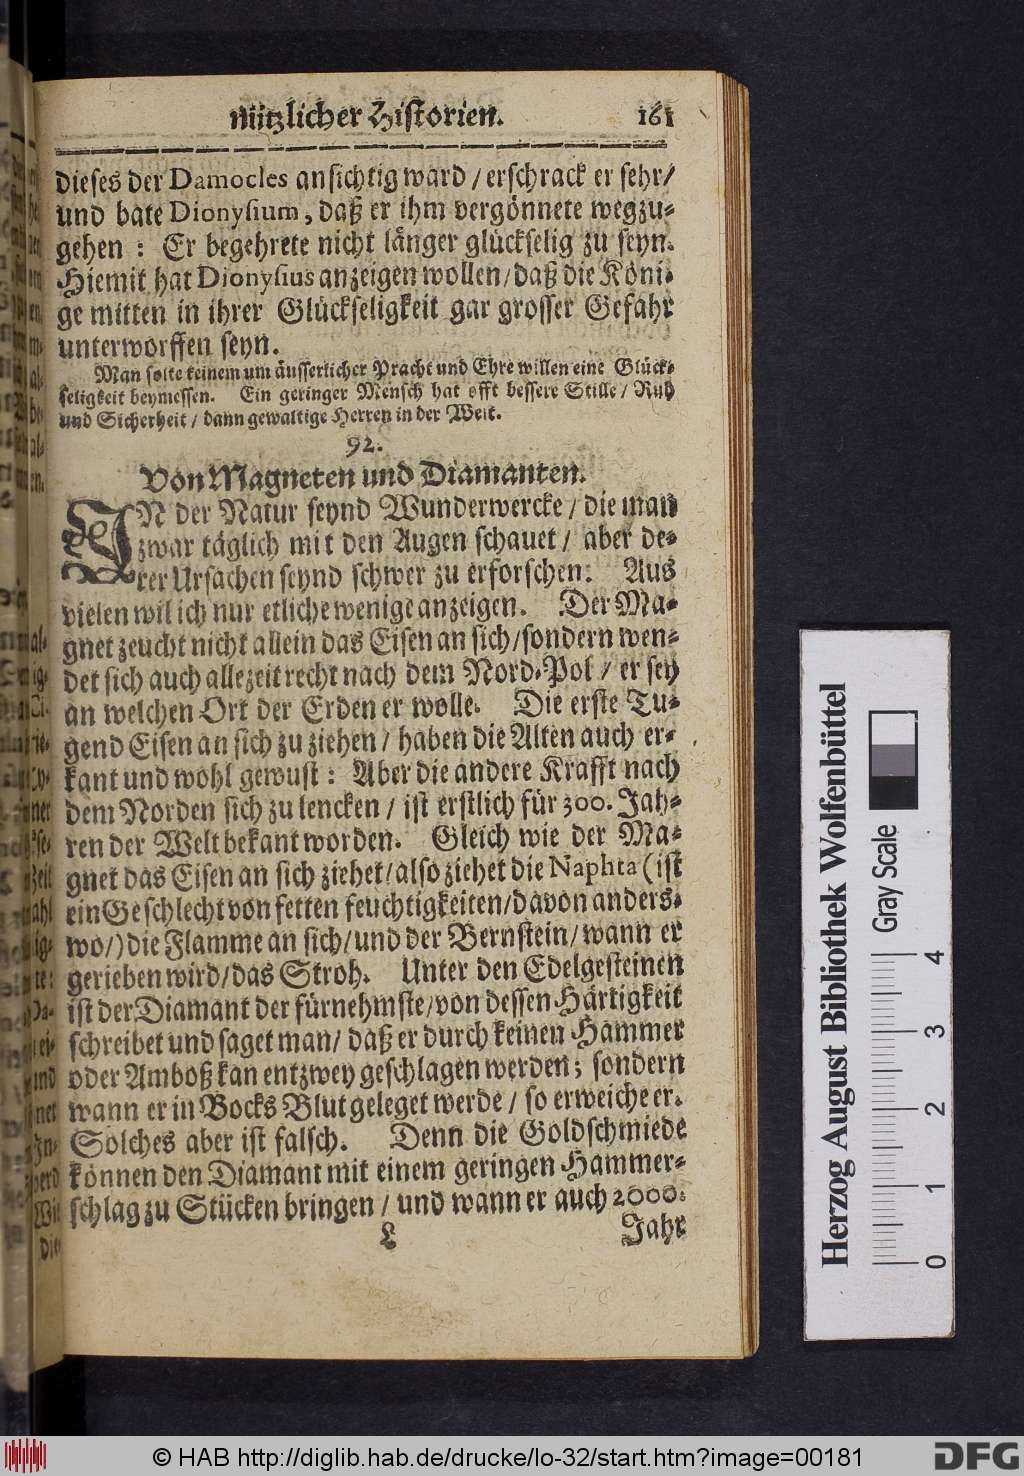 nützlicher Historien. 161
dieses der Damocles ansichtig ward / erschrack er sehr/
und bate Dionysium, daß er ihm vergönnete wegzu-
gehen : Er begehrete nicht länger glückselig zu seyn.
Hiemit hat Dionysius anzeigen wollen/ daß die Köni-
ge mitten in ihrer Glückseligkeit gar grosser Gefahr
unterworffen seyn.
Man solte keinem um äusserlicher Pracht und Ehre willen eine Glück-
seligkeit beymessen. Ein geringer Mensch hat offt bessere Stille / Ruh
und Sicherheit / dann gewaltige Herren in der Welt.
92.
Von Magneten und Diamanten.
IN der Natur seynd Wunderwercke / die man
zwar täglich mit den Augen schauet / aber de-
rer Ursachen seynd schwer zu erforschen: Aus
vielen wil ich nur etliche wenige anzeigen. Der Ma-
gnet zeucht nicht allein das Eisen an sich/ sondern wen-
det sich auch allezeit recht nach dem Nord-Pol / er sey
an welchen Ort der Erden er wolle. Die erste Tu-
gend Eisen an sich zu ziehen / haben die Alten auch er-
kant und wohl gewust : Aber die andere Krafft nach
dem Norden sich zu lencken / ist erstlich für 300. Jah-
ren der Welt bekant worden. Gleich wie der Ma-
gnet das Eisen an sich ziehet/ also ziehet die Naphta (ist
ein Geschlecht von fetten feuchtigkeiten/ davon anders-
wo/) die Flamme an sich/ und der Bernstein/ wann er
gerieben wird/ das Stroh. Unter den Edelgesteinen
ist der Diamant der fürnehmste/ von dessen Härtigkeit
schreibet und saget man/ daß er durch keinen Hammer
oder Amboß kan entzwey geschlagen werden; sondern
wann er in Bocks Blut geleget werde / so erweiche er.
Solches aber ist falsch. Denn die Goldschmiede
können den Diamant mit einem geringen Hammer-
schlag zu Stücken bringen / und wann er auch 2000.
L Jahr
Herzog August Bibliothek Wolfenbüttel
Gray Scale
0 1 2 3 4
© HAB http://diglib.hab.de/drucke/lo-32/start.htm?image=00181
DFG